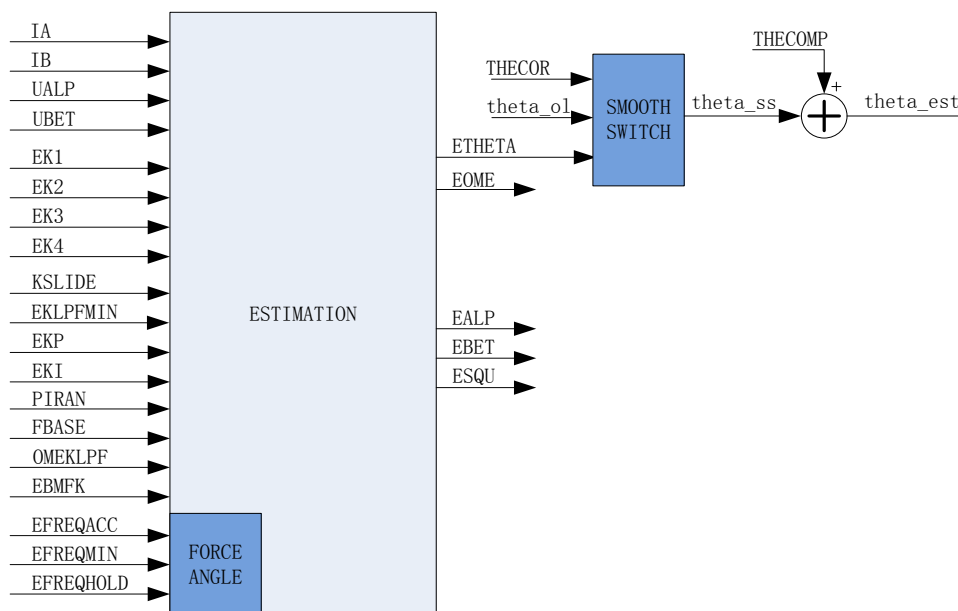 IA
IB
UALP
UBET
EK1
EK2
EK3
EK4
KSLIDE
EKLPFMIN
EKP
EKI
PIRAN
FBASE
OMEKLPF
EBMFK
EFREQACC
EFREQMIN
EFREQHOLD
FORCE
ANGLE
ESTIMATION
ETHETA
EOME
EALP
EBET
ESQU
THECOR
theta_ol
SMOOTH
SWITCH
theta_ss
THECOMP
+
theta_est